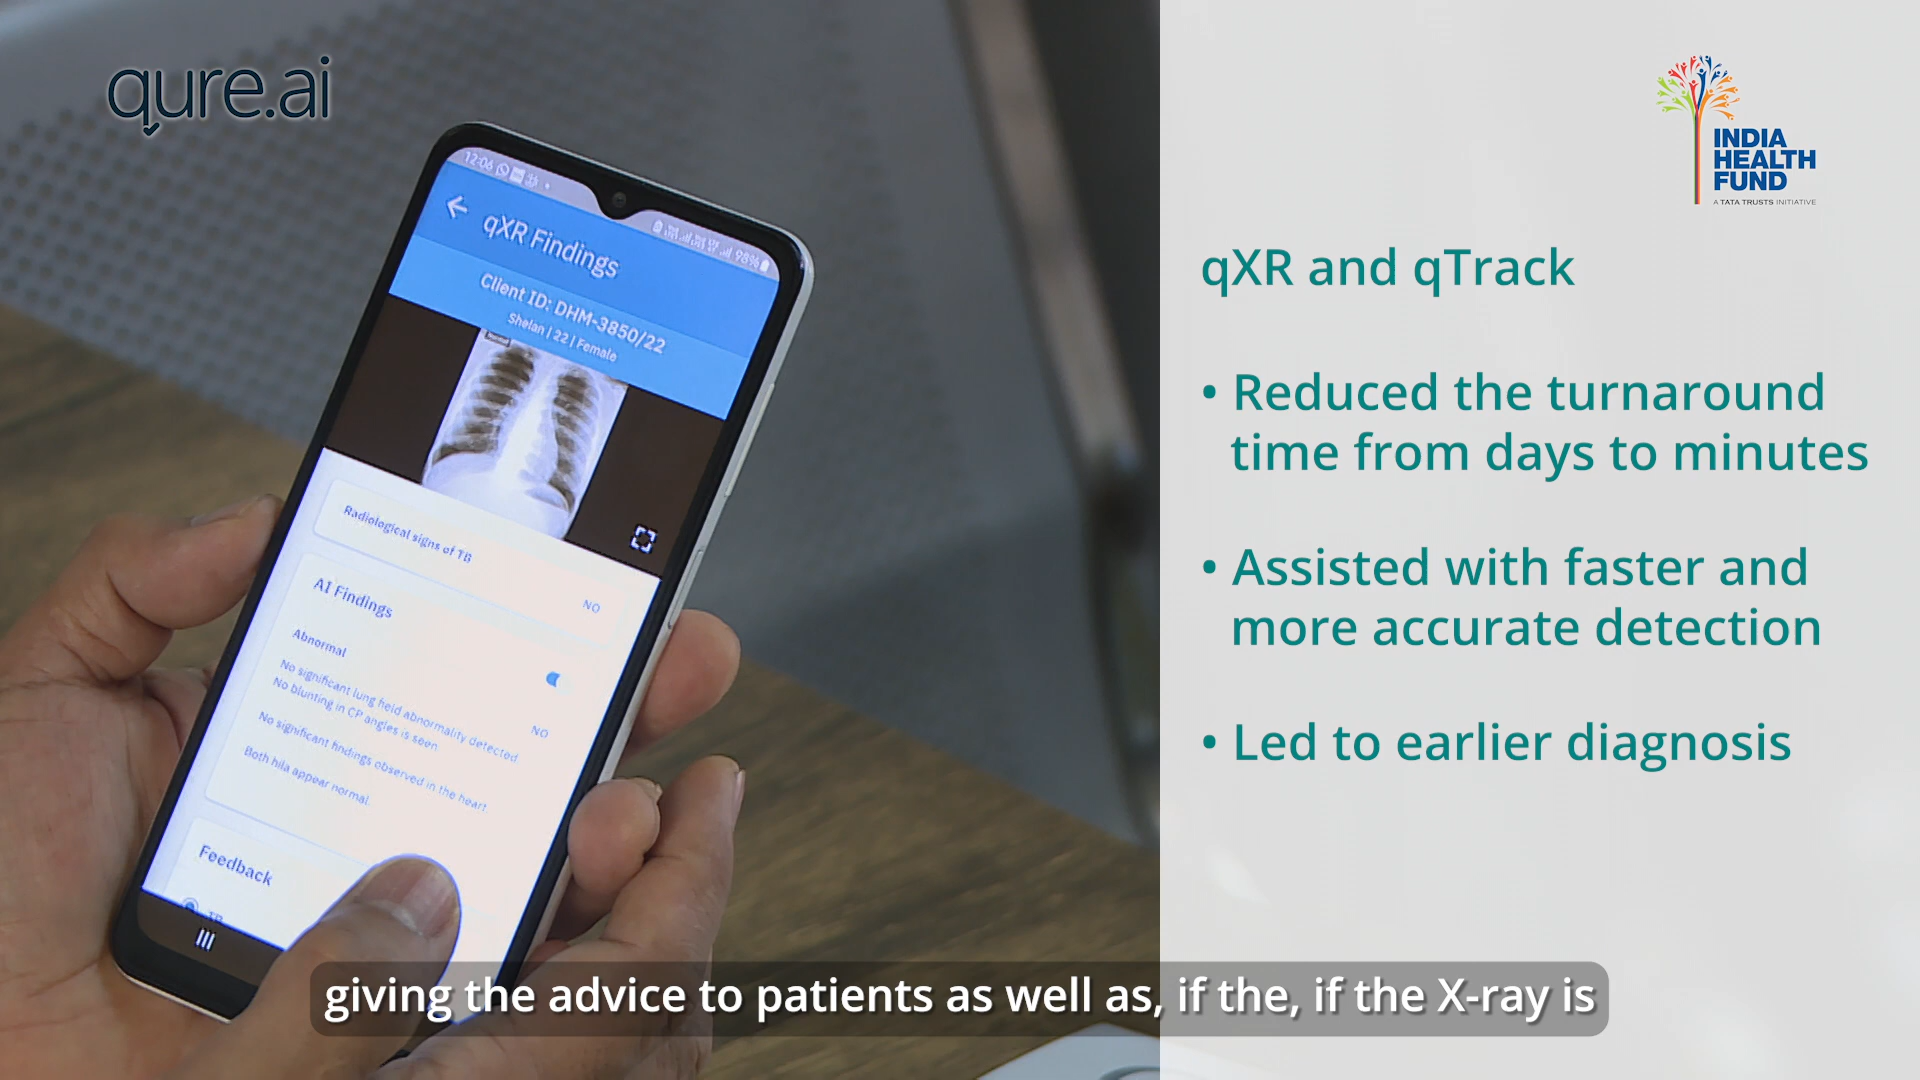 qure.ai
INDIA
HEALTH
FUND
A TATA TRUSTS INITIATIVE
12:06
98%
qXR Findings
Client ID: DHM-3850/22
Shelan | 22 | Female
Radiological signs of TB
NO
AI Findings
Abnormal
No significant lung field abnormality detected
NO
No blunting in CP angles is seen
No significant findings observed in the heart
Both hila appear normal.
Feedback
TB
qXR and qTrack
• Reduced the turnaround
time from days to minutes
• Assisted with faster and
more accurate detection
• Led to earlier diagnosis
giving the advice to patients as well as, if the, if the X-ray is